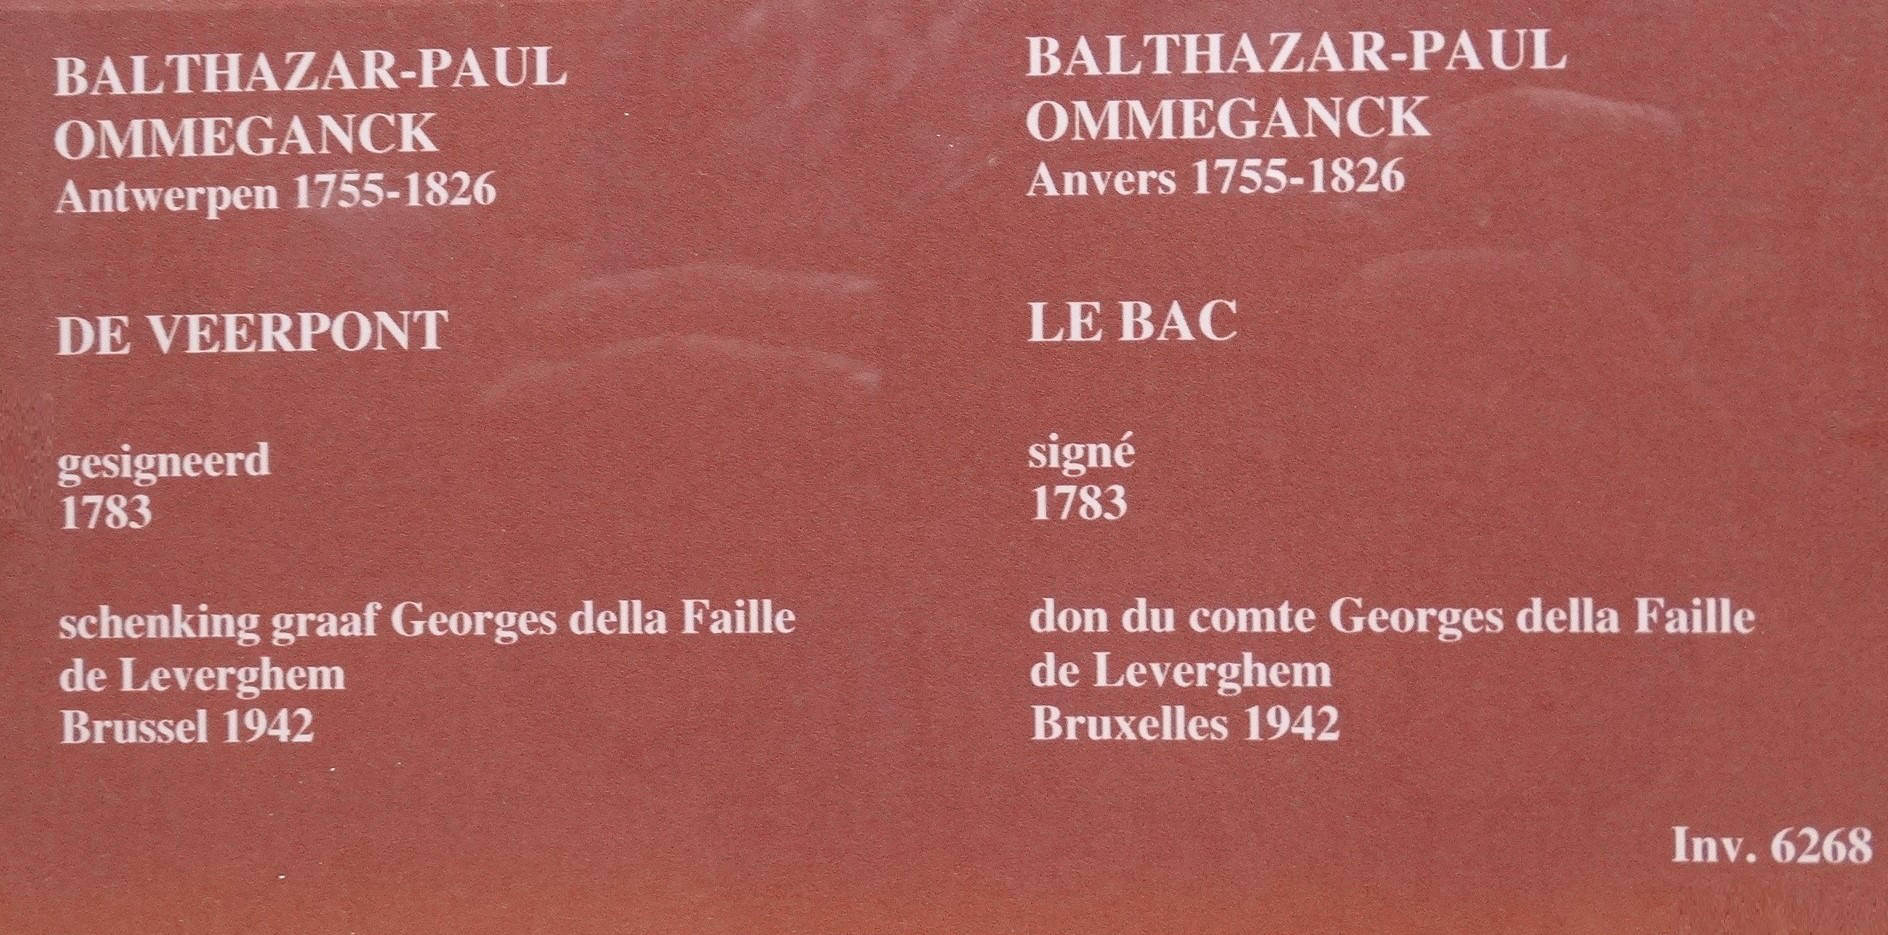 BALTHAZAR-PAUL
OMMEGANCK
Antwerpen 1755-1826
DE VEERPONT
gesigneerd
1783
schenking graaf Georges della Faille
de Leverghem
Brussel 1942
BALTHAZAR-PAUL
OMMEGANCK
Anvers 1755-1826
LE BAC
signé
1783
don du comte Georges della Faille
de Leverghem
Bruxelles 1942
Inv. 6268